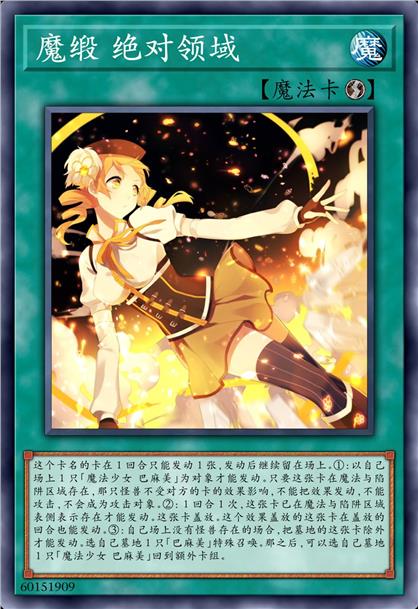 魔缎 绝对领域
魔
【魔法卡】
这个卡名的卡在1回合只能发动1张,发动后继续留在场上。①:以自己
场上1只「魔法少女 巴麻美」为对象才能发动。只要这张卡在魔法与陷
阱区域存在,那只怪兽不受对方的卡的效果影响,不能把效果发动,不能
攻击,不会成为攻击对象。②:1回合1次,这张卡已在魔法与陷阱区域
表侧表示存在才能发动。这张卡盖放。这个效果盖放的这张卡在盖放的
回合也能发动。③:自己场上没有怪兽存在的场合,把墓地的这张卡除外
才能发动。选自己墓地1只「巴麻美」特殊召唤。那之后,可以选自己墓地
1只「魔法少女 巴麻美」回到额外卡组。
60151909